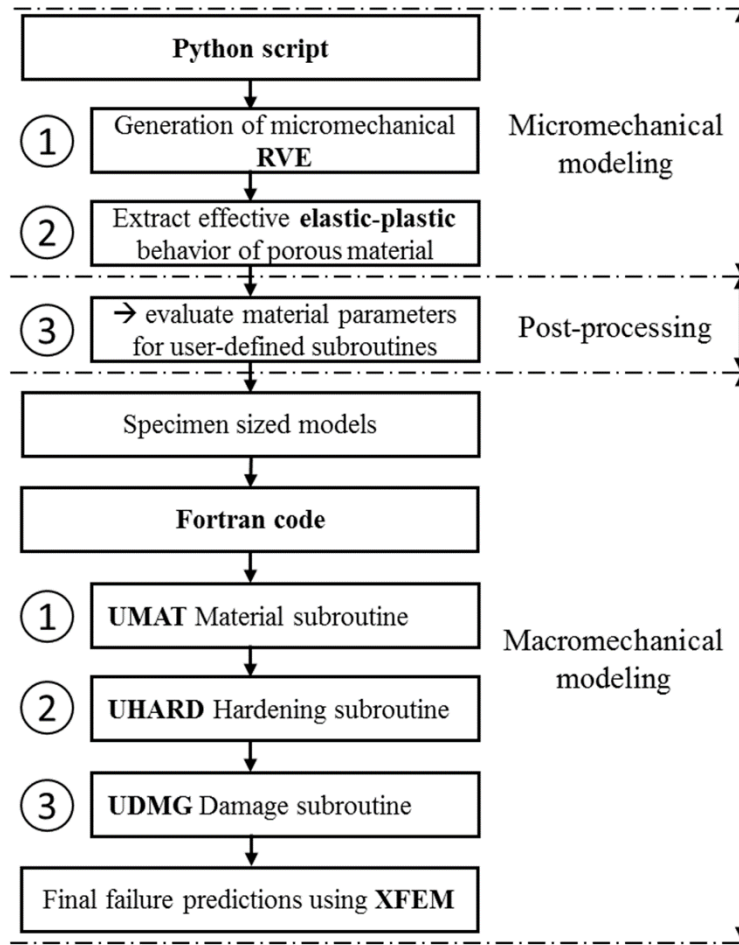 Python script
1
Generation of micromechanical
RVE
Micromechanical
modeling
2
Extract effective elastic-plastic
behavior of porous material
3
→ evaluate material parameters
for user-defined subroutines
Post-processing
Specimen sized models
Fortran code
1
UMAT Material subroutine
2
UHARD Hardening subroutine
Macromechanical
modeling
3
UDMG Damage subroutine
Final failure predictions using XFEM